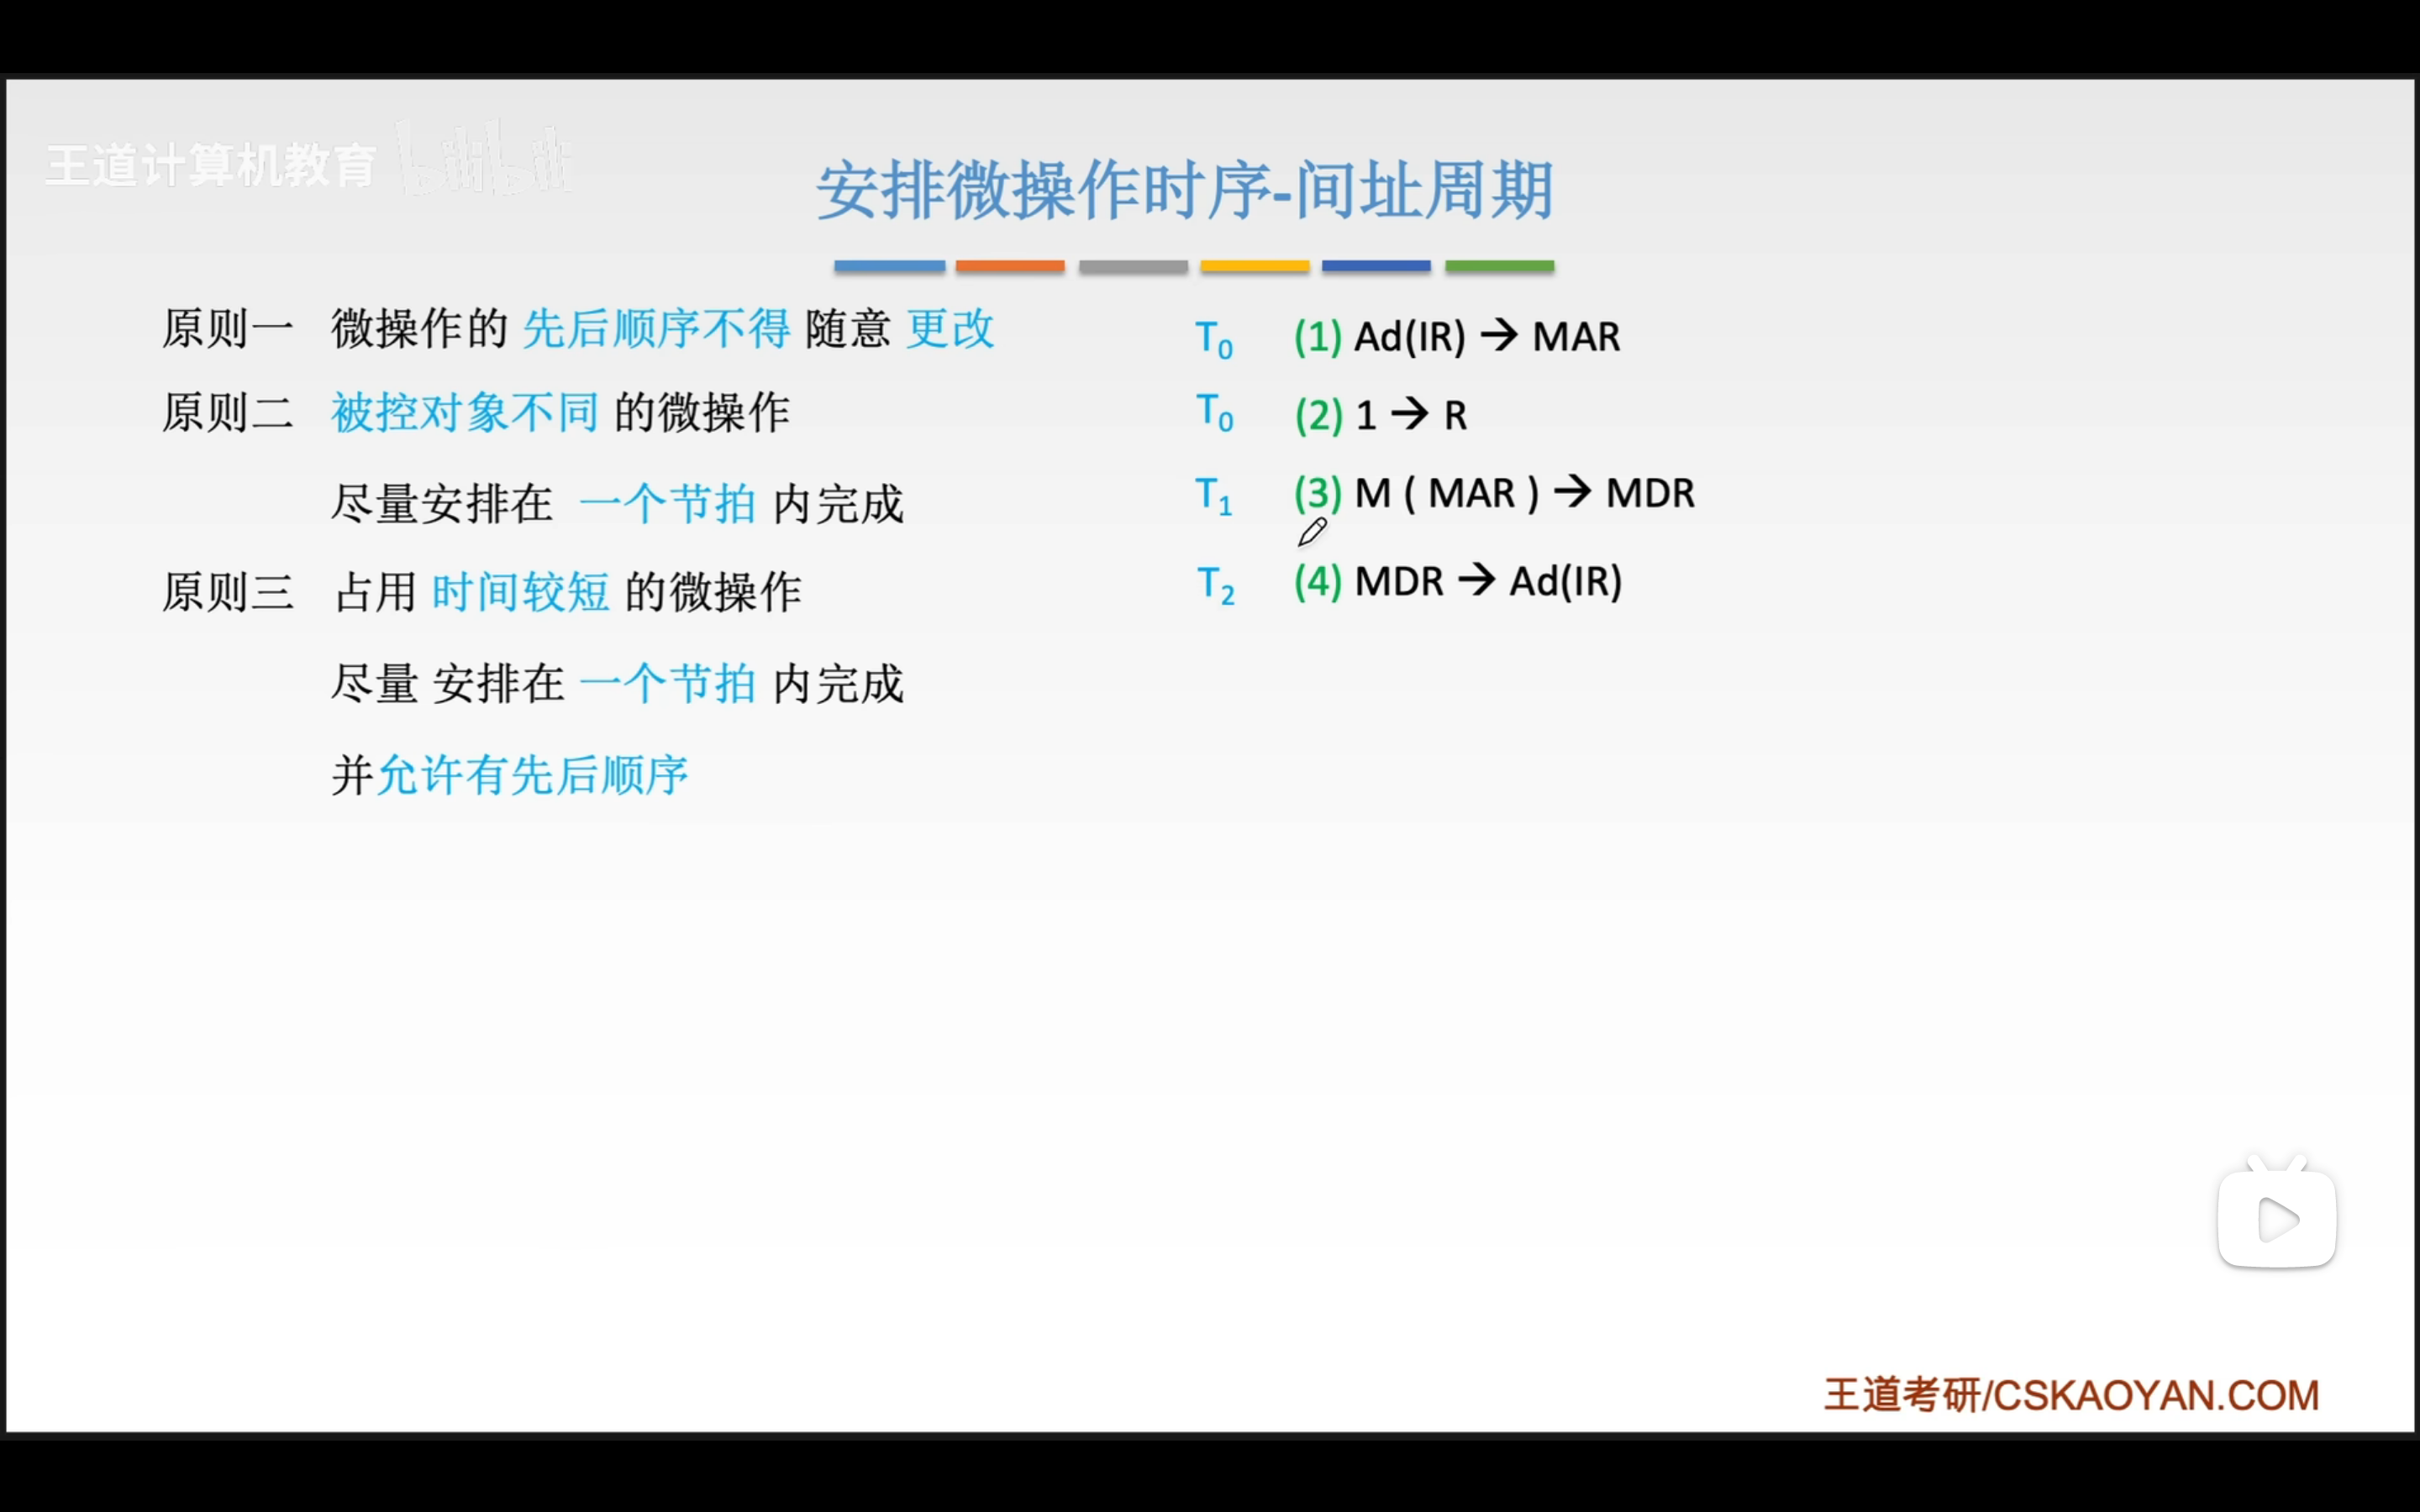 王道计算机教育 bilibili
安排微操作时序-间址周期
原则一 微操作的 先后顺序不得 随意 更改
原则二 被控对象不同 的微操作
尽量安排在 一个节拍 内完成
原则三 占用 时间较短 的微操作
尽量 安排在 一个节拍 内完成
并允许有先后顺序
T0 (1) Ad(IR) → MAR
T0 (2) 1 → R
T1 (3) M ( MAR ) → MDR
T2 (4) MDR → Ad(IR)
王道考研/CSKAOYAN.COM